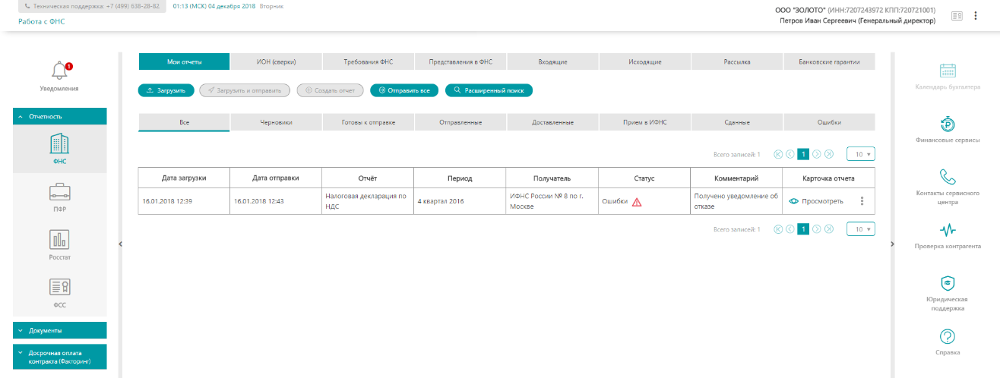 Техническая поддержка: +7 (499) 638-28-82 01:13 (МСК) 04 декабря 2018 Вторник
ООО "ЗОЛОТО" (ИНН:7207243972 КПП:720721001)
Работа с ФНС
Петров Иван Сергеевич (Генеральный директор)
1
Уведомления
Отчетность
ФНС
ПФР
Росстат
ФСС
Документы
Досрочная оплата
контракта (Факторинг)
Мои отчеты ИОН (сверки) Требования ФНС Представления в ФНС Входящие Исходящие Рассылка Банковские гарантии
Загрузить Загрузить и отправить Создать отчет Отправить все Расширенный поиск
Все Черновики Готовы к отправке Отправленные Доставленные Прием в ИФНС Сданные Ошибки
Всего записей: 1 1 10
Дата загрузки Дата отправки Отчёт Период Получатель Статус Комментарий Карточка отчета
16.01.2018 12:39 16.01.2018 12:43 Налоговая декларация по НДС 4 квартал 2016 ИФНС России № 8 по г. Москве Ошибки Получено уведомление об отказе Просмотреть
Всего записей: 1 1 10
Календарь бухгалтера
Финансовые сервисы
Контакты сервисного
центра
Проверка контрагента
Юридическая
поддержка
Справка